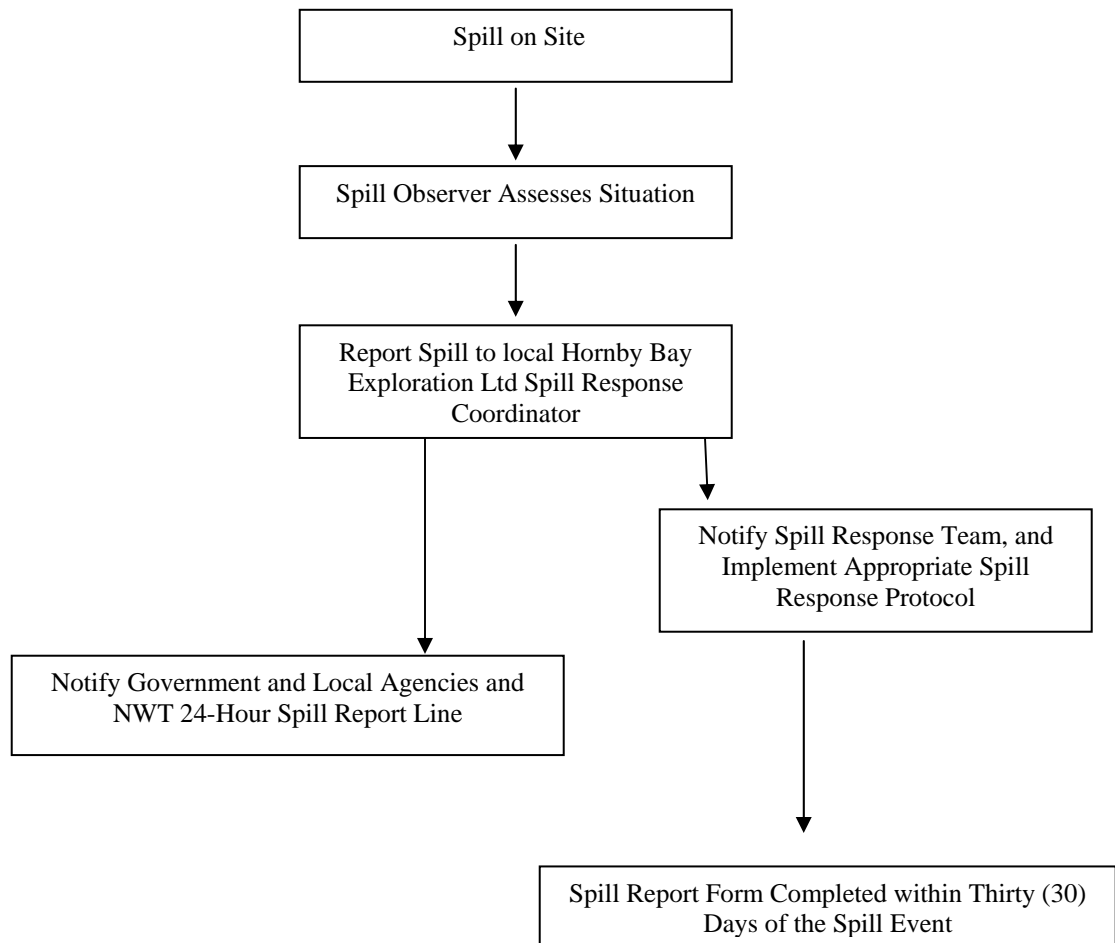 Spill on Site
Spill Observer Assesses Situation
Report Spill to local Hornby Bay
Exploration Ltd Spill Response
Coordinator
Notify Spill Response Team, and
Implement Appropriate Spill
Response Protocol
Notify Government and Local Agencies and
NWT 24-Hour Spill Report Line
Spill Report Form Completed within Thirty (30)
Days of the Spill Event